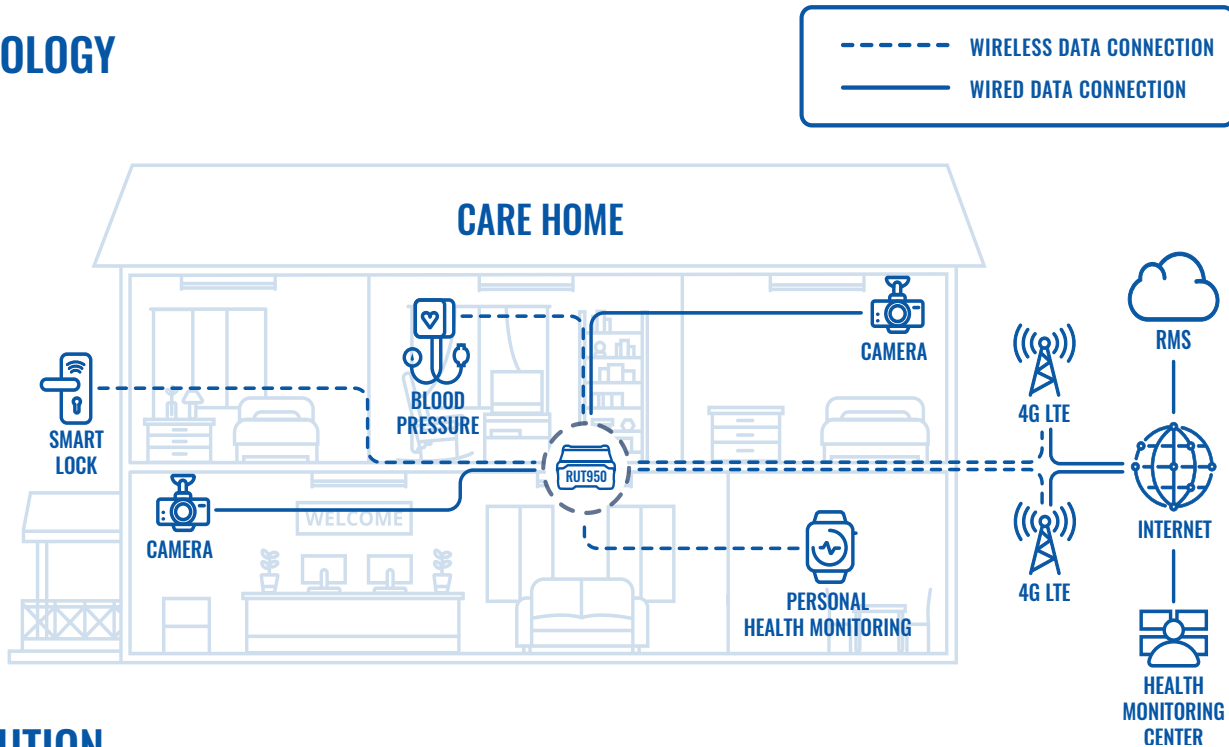 OLOGY
WIRELESS DATA CONNECTION
WIRED DATA CONNECTION
CARE HOME
CAMERA
RMS
4G LTE
BLOOD
PRESSURE
SMART
LOCK
RUT950
WELCOME
CAMERA
INTERNET
4G LTE
PERSONAL
HEALTH MONITORING
HEALTH
MONITORING
CENTER
UTION